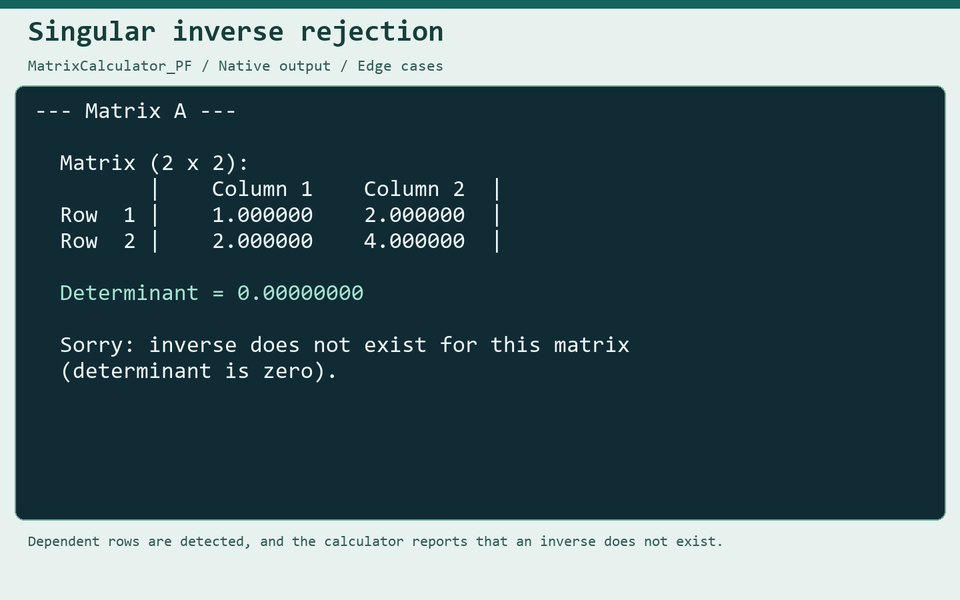 Singular inverse rejection
MatrixCalculator_PF / Native output / Edge cases
--- Matrix A ---
Matrix (2 x 2):
| Column 1 Column 2 |
Row 1 | 1.000000 2.000000 |
Row 2 | 2.000000 4.000000 |
Determinant = 0.00000000
Sorry: inverse does not exist for this matrix
(determinant is zero).
Dependent rows are detected, and the calculator reports that an inverse does not exist.